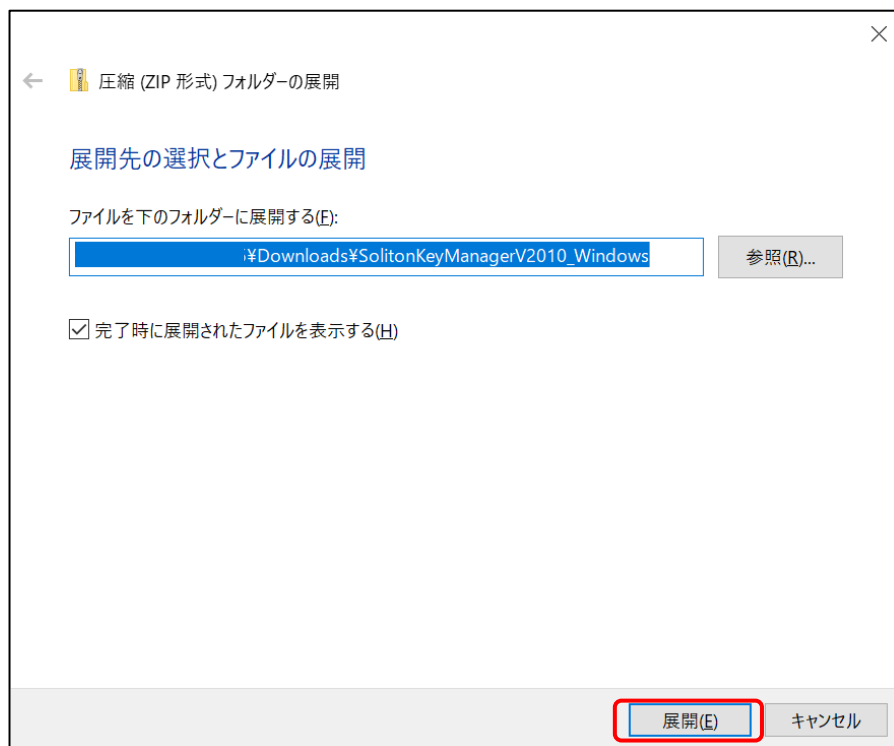 圧縮 (ZIP 形式) フォルダーの展開
展開先の選択とファイルの展開
ファイルを下のフォルダーに展開する(F):
¥Downloads¥SolitonKeyManagerV2010_Windows
参照(R)...
完了時に展開されたファイルを表示する(H)
展開(E)
キャンセル